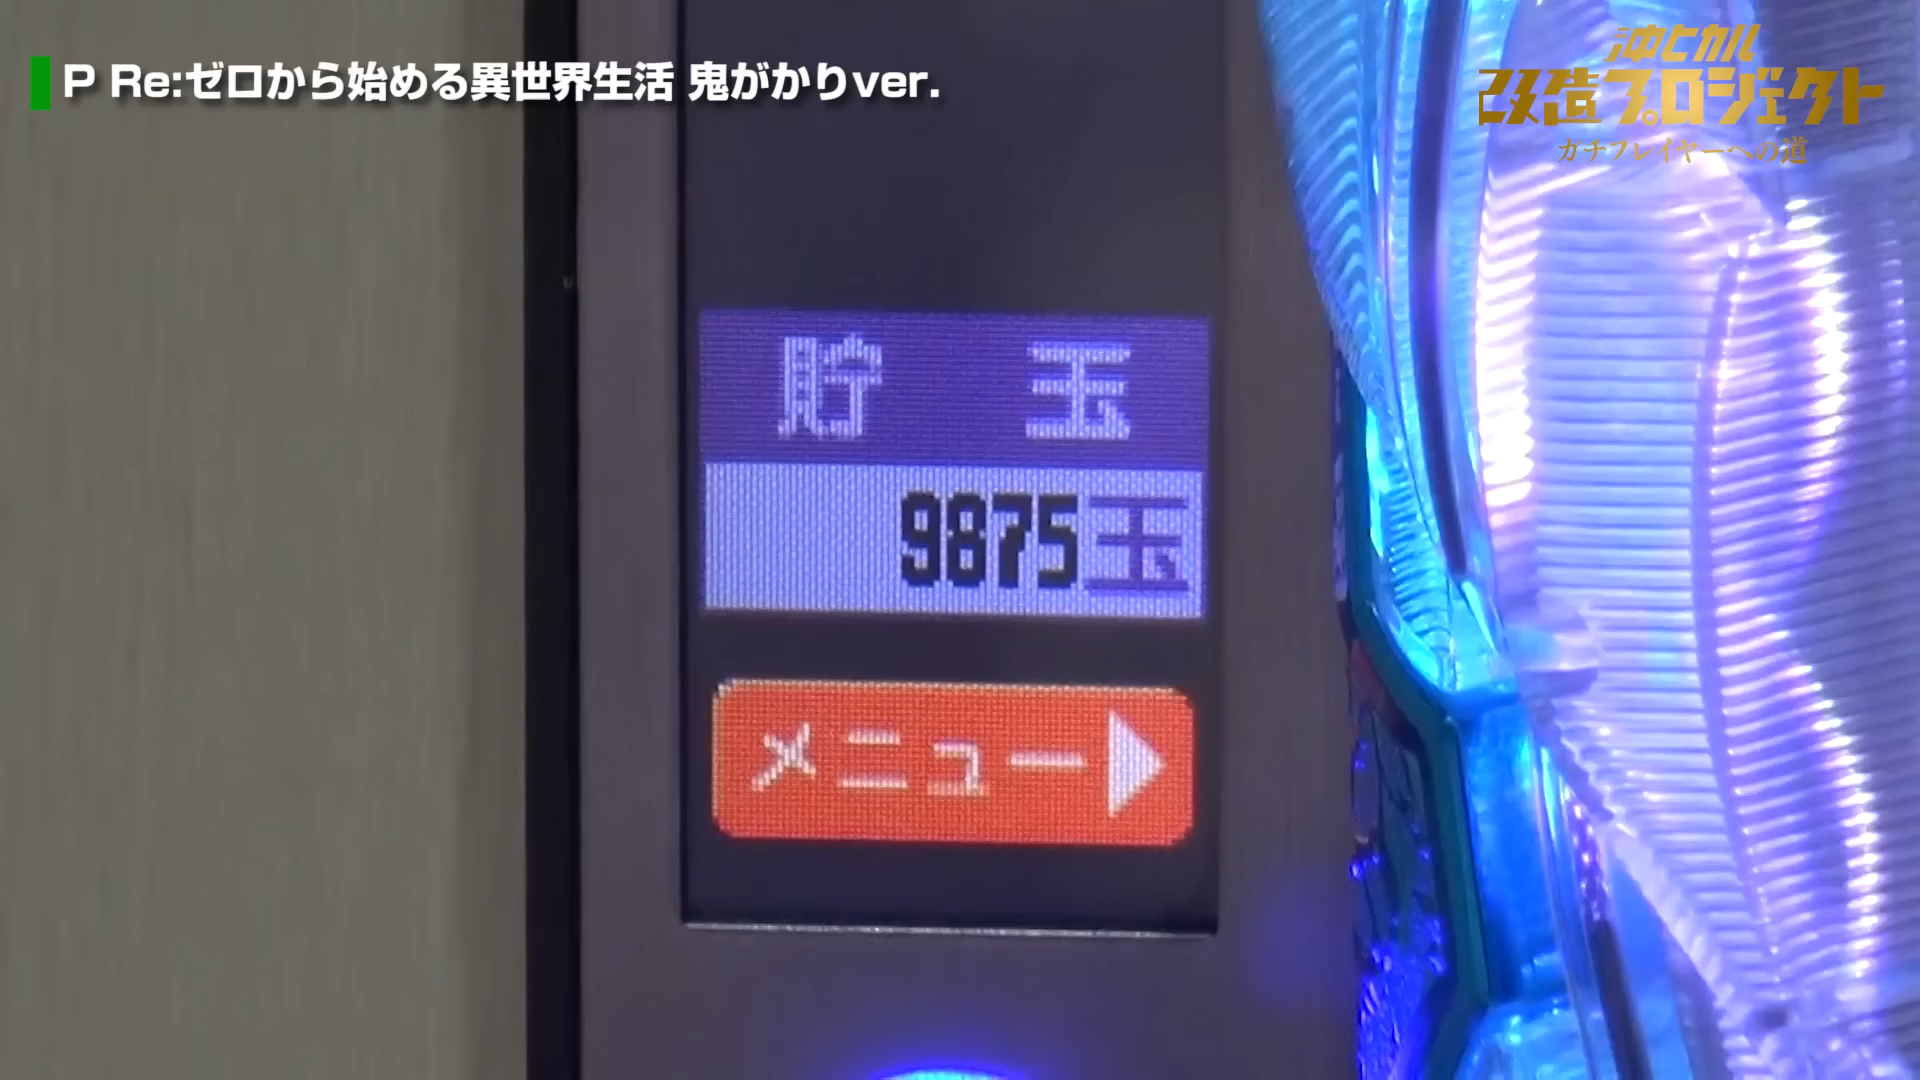 P Re:ゼロから始める異世界生活 鬼がかりver.
沖ヒカル
改造プロジェクト
ガチプレイヤーへの道
貯 玉
9875玉
メニュー▶